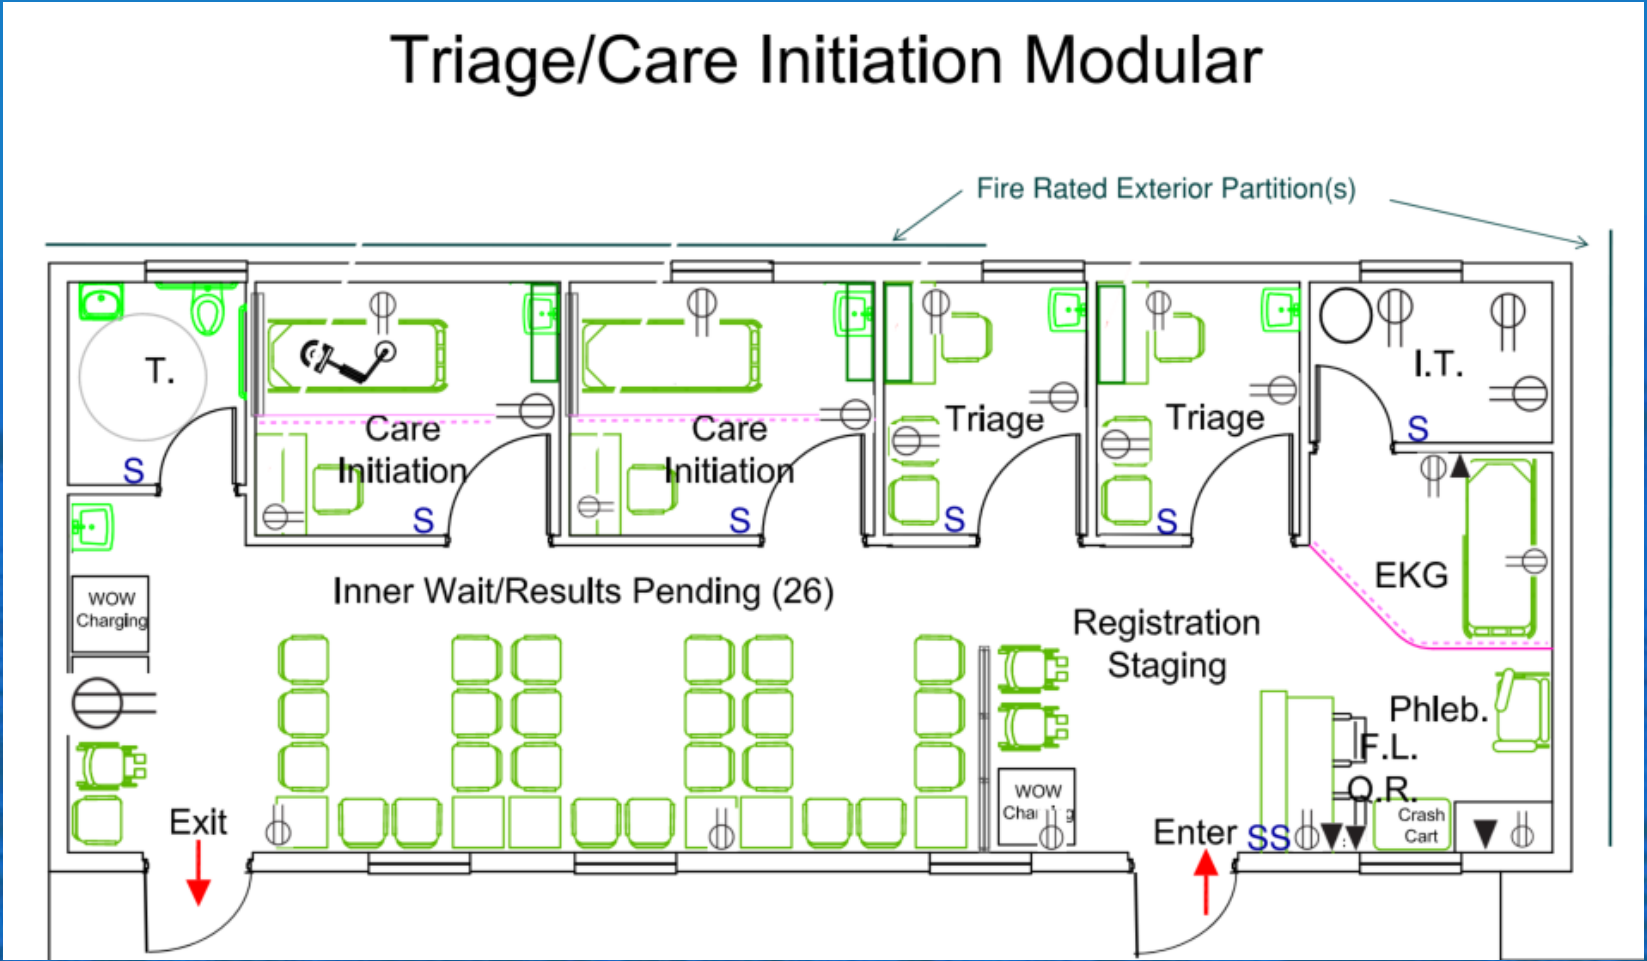 Triage/Care Initiation Modular
Fire Rated Exterior Partition(s)
T.
S
Care
Initiation
S
Care
Initiation
S
Triage
S
Triage
S
I.T.
S
WOW
Charging
Inner Wait/Results Pending (26)
Registration
Staging
EKG
Phleb.
F.L.
Q.R.
WOW
Crash
Cart
Exit
Enter
SS